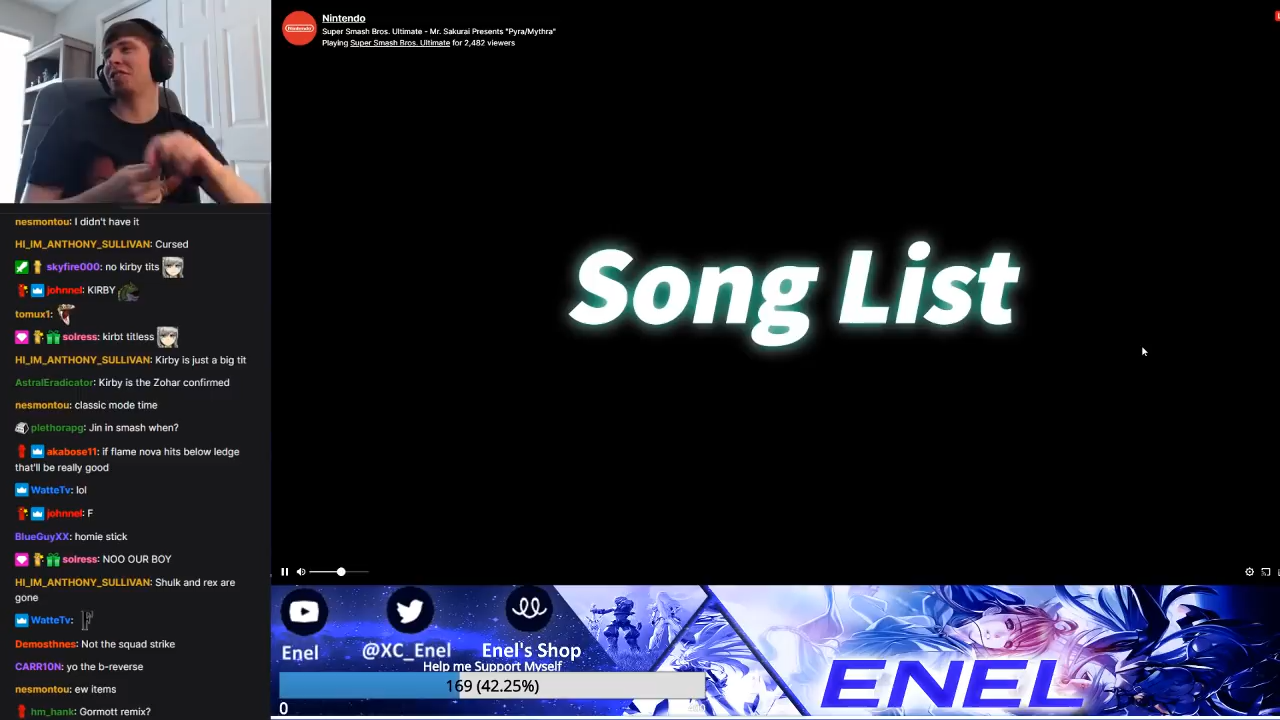 Nintendo
Super Smash Bros. Ultimate - Mr. Sakurai Presents "Pyra/Mythra"
Playing Super Smash Bros. Ultimate for 2,482 viewers
Song List
nesmontou: I didn't have it
HI_IM_ANTHONY_SULLIVAN: Cursed
skyfire000: no kirby tits
johnnel: KIRBY
tomux1:
solress: kirbt titless
HI_IM_ANTHONY_SULLIVAN: Kirby is just a big tit
AstralEradicator: Kirby is the Zohar confirmed
nesmontou: classic mode time
plethorapg: Jin in smash when?
akabose11: if flame nova hits below ledge
that'll be really good
WatteTv: lol
johnnel: F
BlueGuyXX: homie stick
solress: NOO OUR BOY
HI_IM_ANTHONY_SULLIVAN: Shulk and rex are
gone
WatteTv: F
Demosthnes: Not the squad strike
CARR10N: yo the b-reverse
nesmontou: ew items
hm_hank: Gormott remix?
Enel
@XC_Enel
Enel's Shop
Help me Support Myself
169 (42.25%)
0
ENEL